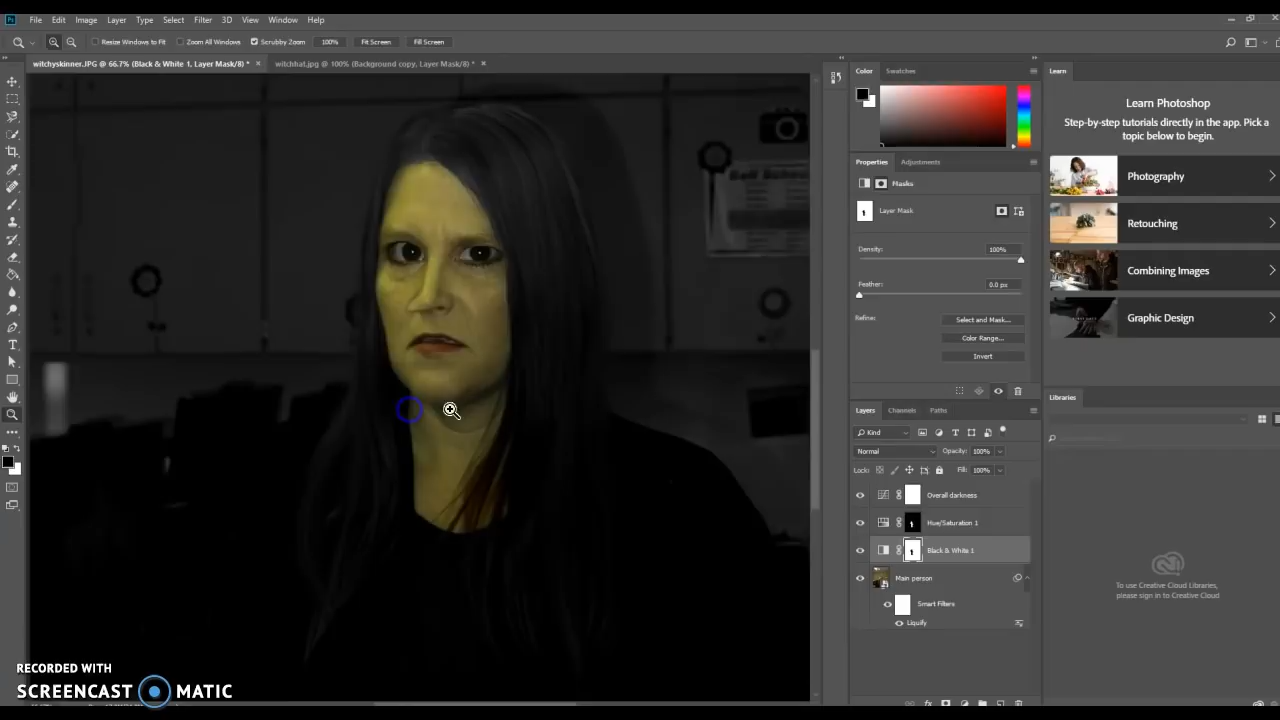 Ps File Edit Image Layer Type Select Filter 3D View Window Help
Resize Windows to Fit Zoom All Windows Scrubby Zoom 100% Fit Screen Fill Screen
witchyskinner.JPG @ 66.7% (Black & White 1, Layer Mask/8) * × witchhat.jpg @ 100% (Background copy, Layer Mask/8) * ×
Color Swatches
Learn
Learn Photoshop
Step-by-step tutorials directly in the app. Pick a
topic below to begin.
Properties Adjustments
Masks
Layer Mask
Density: 100%
Feather: 0.0 px
Refine: Select and Mask...
Color Range...
Invert
Photography
Retouching
Combining Images
Graphic Design
Libraries
Layers Channels Paths
Kind
Normal Opacity: 100%
Lock: Fill: 100%
Overall darkness
Hue/Saturation 1
Black & White 1
Main person
Smart Filters
Liquify
To use Creative Cloud Libraries,
please sign in to Creative Cloud
RECORDED WITH
SCREENCAST MATIC